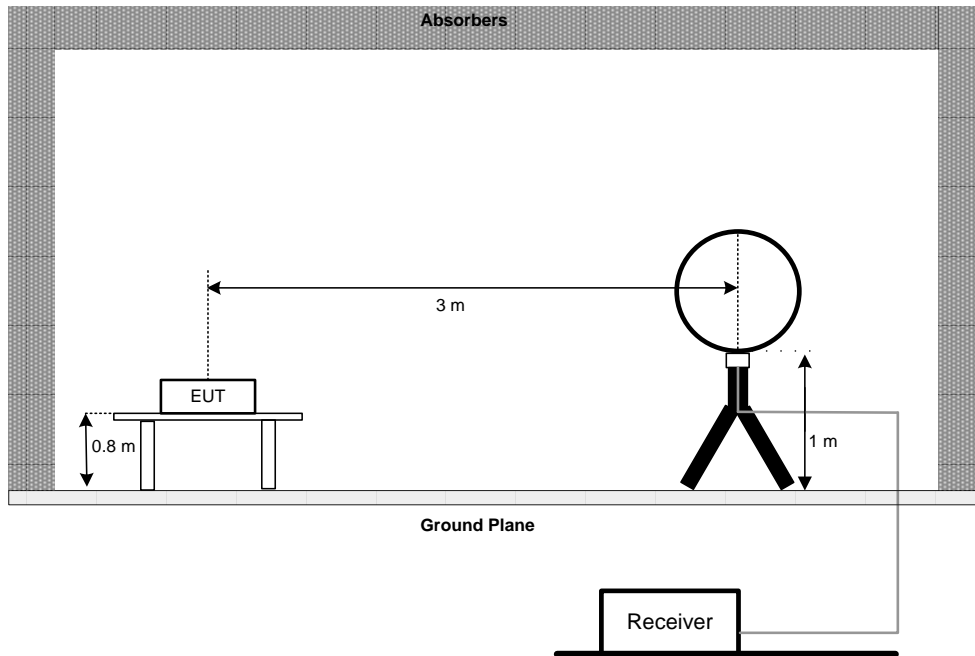 Absorbers
3 m
EUT
0.8 m
1 m
Ground Plane
Receiver